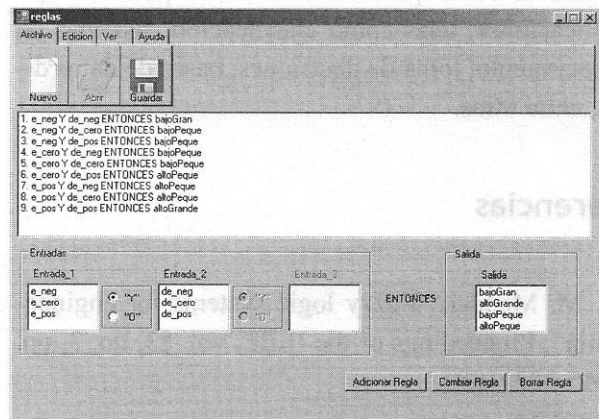 reglas
Archivo Edicion Ver Ayuda
Nuevo Abrir Guardar
1. e_neg Y de_neg ENTONCES bajoGran
2. e_neg Y de_cero ENTONCES bajoPeque
3. e_neg Y de_pos ENTONCES bajoPeque
4. e_cero Y de_neg ENTONCES bajoPeque
5. e_cero Y de_cero ENTONCES bajoPeque
6. e_cero Y de_pos ENTONCES altoPeque
7. e_pos Y de_neg ENTONCES altoPeque
8. e_pos Y de_cero ENTONCES altoPeque
9. e_pos Y de_pos ENTONCES altoGrande
Entradas
Entrada_1 Entrada_2 Entrada_3
e_neg
e_cero
e_pos
"Y"
"O"
de_neg
de_cero
de_pos
"Y"
"O"
ENTONCES
Salida
Salida
bajoGran
altoGrande
bajoPeque
altoPeque
Adicionar Regla Cambiar Regla Borrar Regla